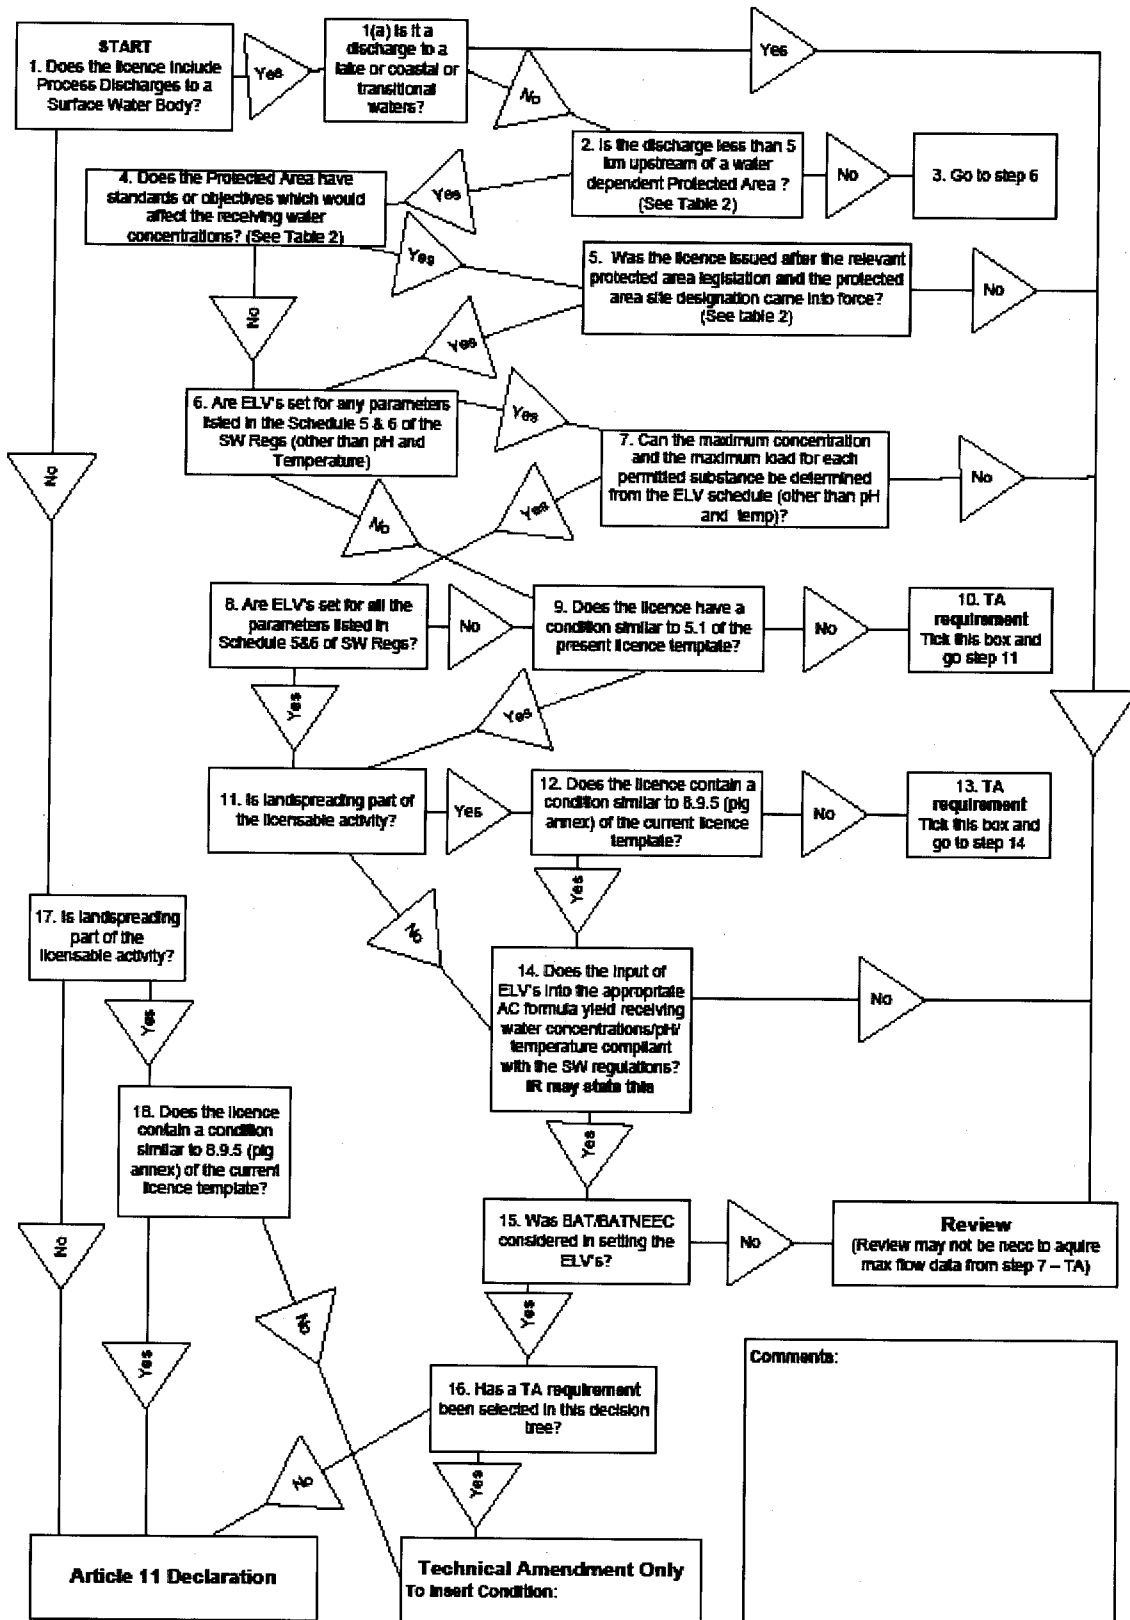 START
1. Does the licence include
Process Discharges to a
Surface Water Body?
Yes
1(a) Is it a
discharge to a
lake or coastal or
transitional
waters?
Yes
No
2. Is the discharge less than 5
km upstream of a water
dependent Protected Area ?
(See Table 2)
No
3. Go to step 6
Yes
4. Does the Protected Area have
standards or objectives which would
affect the receiving water
concentrations? (See Table 2)
Yes
No
5. Was the licence issued after the relevant
protected area legislation and the protected
area site designation came into force?
(See table 2)
No
Yes
6. Are ELV's set for any parameters
listed in the Schedule 5 & 6 of the
SW Regs (other than pH and
Temperature)
Yes
No
7. Can the maximum concentration
and the maximum load for each
permitted substance be determined
from the ELV schedule (other than pH
and temp)?
No
Yes
No
8. Are ELV's set for all the
parameters listed in
Schedule 5&6 of SW Regs?
No
9. Does the licence have a
condition similar to 5.1 of the
present licence template?
No
10. TA
requirement
Tick this box and
go step 11
Yes
Yes
11. Is landspreading part of
the licensable activity?
Yes
12. Does the licence contain a
condition similar to 8.9.5 (pig
annex) of the current licence
template?
No
13. TA
requirement
Tick this box and
go to step 14
Yes
No
17. Is landspreading
part of the
licensable activity?
14. Does the input of
ELV's into the appropritate
AC formula yield receiving
water concentrations/pH/
temperature compliant
with the SW regulations?
IR may state this
No
Yes
18. Does the licence
contain a condition
similar to 8.9.5 (pig
annex) of the current
licence template?
Yes
15. Was BAT/BATNEEC
considered in setting the
ELV's?
No
Review
(Review may not be necc to aquire
max flow data from step 7 – TA)
No
Yes
No
Yes
16. Has a TA requirement
been selected in this decision
tree?
No
Yes
Comments:
Article 11 Declaration
Technical Amendment Only
To Insert Condition: